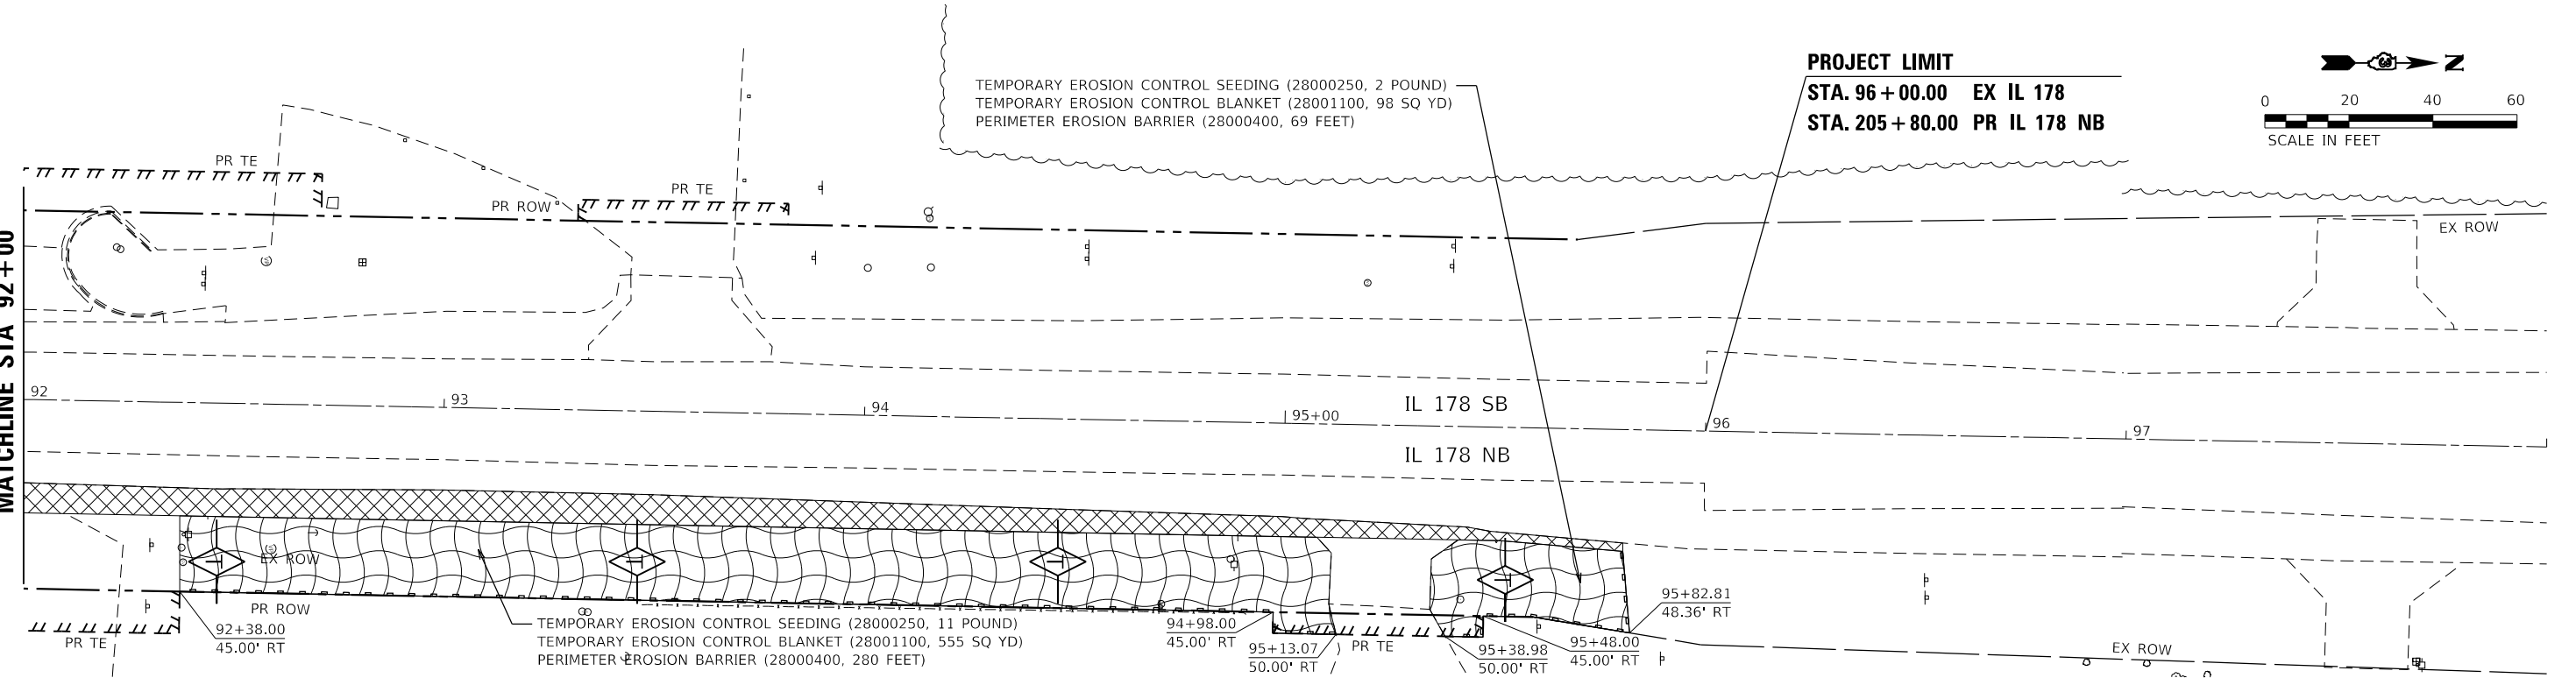 TEMPORARY EROSION CONTROL SEEDING (28000250, 2 POUND)
TEMPORARY EROSION CONTROL BLANKET (28001100, 98 SQ YD)
PERIMETER EROSION BARRIER (28000400, 69 FEET)
PROJECT LIMIT
STA. 96+00.00 EX IL 178
STA. 205+80.00 PR IL 178 NB
N
0 20 40 60
SCALE IN FEET
PR TE
PR ROW
PR TE
EX ROW
MATCHLINE STA 92+00
92
93
94
95+00
96
97
IL 178 SB
IL 178 NB
EX ROW
PR ROW
PR TE
92+38.00
45.00' RT
TEMPORARY EROSION CONTROL SEEDING (28000250, 11 POUND)
TEMPORARY EROSION CONTROL BLANKET (28001100, 555 SQ YD)
PERIMETER EROSION BARRIER (28000400, 280 FEET)
94+98.00
45.00' RT
95+13.07
50.00' RT
PR TE
95+38.98
50.00' RT
95+48.00
45.00' RT
95+82.81
48.36' RT
EX ROW